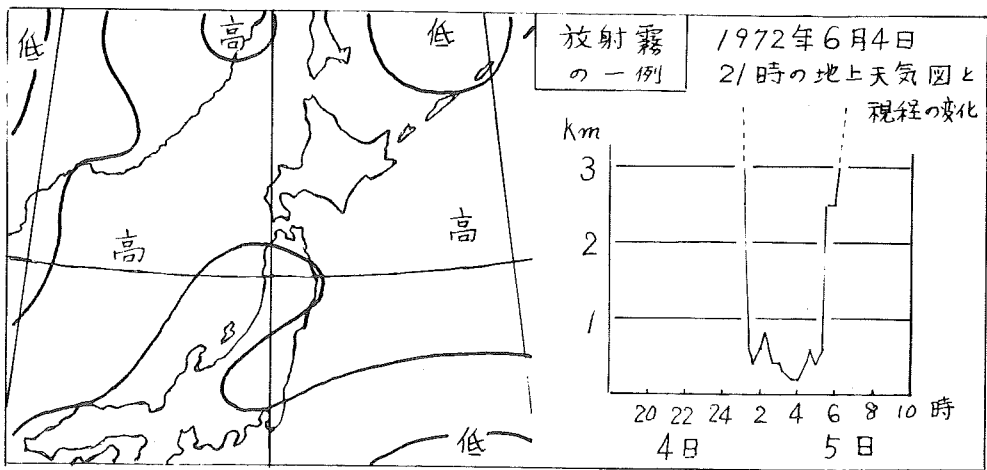 低
高
低
高
高
低
放射霧
の一例
1972年6月4日
21時の地上天気図と
視程の変化
Km
3
2
1
20 22 24 2 4 6 8 10 時
4日 5日